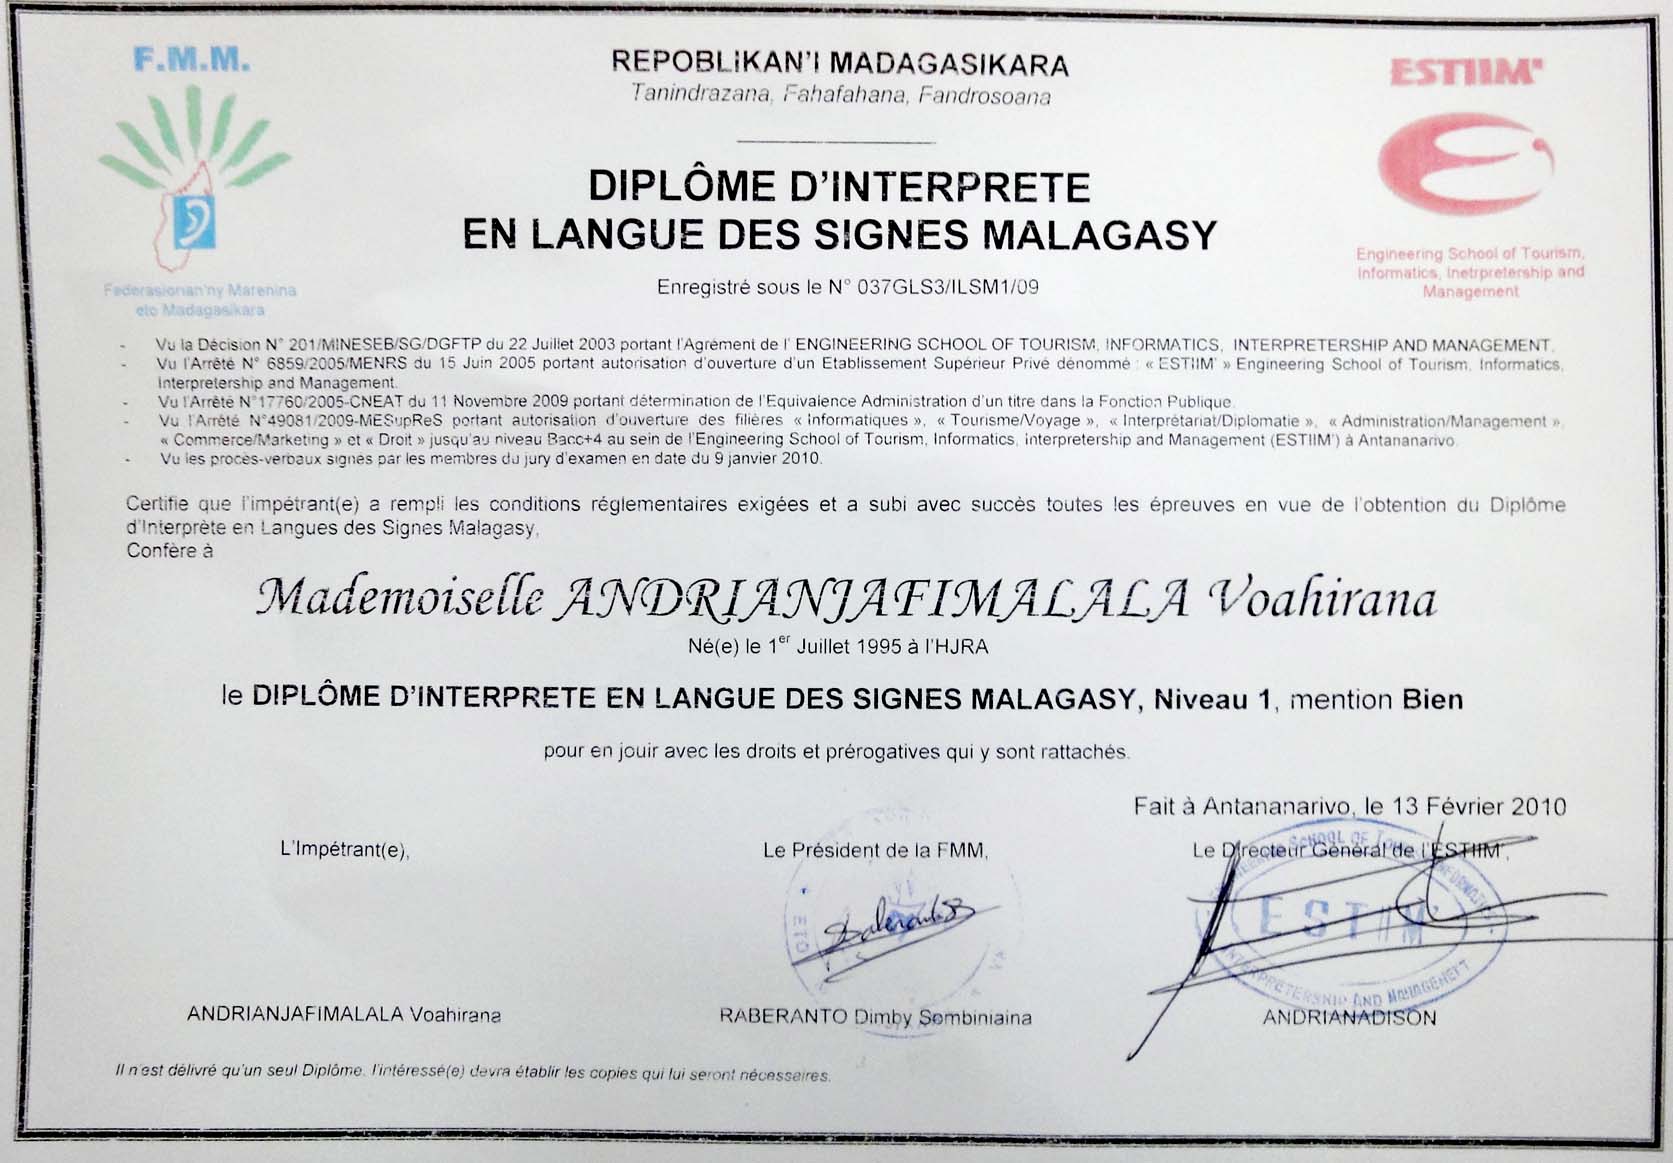 F.M.M.
Federasionan'ny Marenina
eto Madagasikara
REPOBLIKAN'I MADAGASIKARA
Tanindrazana, Fahafahana, Fandrosoana
ESTIIM'
Engineering School of Tourism,
Informatics, Inetrpretership and
Management
DIPLÔME D'INTERPRETE
EN LANGUE DES SIGNES MALAGASY
Enregistré sous le N° 037GLS3/ILSM1/09
- Vu la Décision N° 201/MINESEB/SG/DGFTP du 22 Juillet 2003 portant l'Agrément de l' ENGINEERING SCHOOL OF TOURISM, INFORMATICS, INTERPRETERSHIP AND MANAGEMENT.
- Vu l'Arrêté N° 6859/2005/MENRS du 15 Juin 2005 portant autorisation d'ouverture d'un Etablissement Supérieur Privé dénommé : « ESTIIM' » Engineering School of Tourism, Informatics,
Interpretership and Management.
- Vu l'Arrêté N°17760/2005-CNEAT du 11 Novembre 2009 portant détermination de l'Equivalence Administration d'un titre dans la Fonction Publique.
- Vu l'Arrêté N°49081/2009-MESupReS portant autorisation d'ouverture des filières « Informatiques », « Tourisme/Voyage », « Interprétariat/Diplomatie », « Administration/Management »,
« Commerce/Marketing » et « Droit » jusqu'au niveau Bacc+4 au sein de l'Engineering School of Tourism, Informatics, Interpretership and Management (ESTIIM') à Antananarivo.
- Vu les procès-verbaux signés par les membres du jury d'examen en date du 9 janvier 2010.
Certifie que l'impétrant(e) a rempli les conditions réglementaires exigées et a subi avec succès toutes les épreuves en vue de l'obtention du Diplôme
d'Interprète en Langues des Signes Malagasy,
Confère à
Mademoiselle ANDRIANJAFIMALALA Voahirana
Né(e) le 1er Juillet 1995 à l'HJRA
le DIPLÔME D'INTERPRETE EN LANGUE DES SIGNES MALAGASY, Niveau 1, mention Bien
pour en jouir avec les droits et prérogatives qui y sont rattachés.
Fait à Antananarivo, le 13 Février 2010
L'Impétrant(e),
Le Président de la FMM,
Le Directeur Général de l'ESTIIM',
ETO
ESTIIM'
INTERPRETERSHIP AND MANAGEMENT
ANDRIANJAFIMALALA Voahirana
RABERANTO Dimby Sombiniaina
ANDRIANADISON
Il n'est délivré qu'un seul Diplôme. l'intéressé(e) devra établir les copies qui lui seront nécessaires.